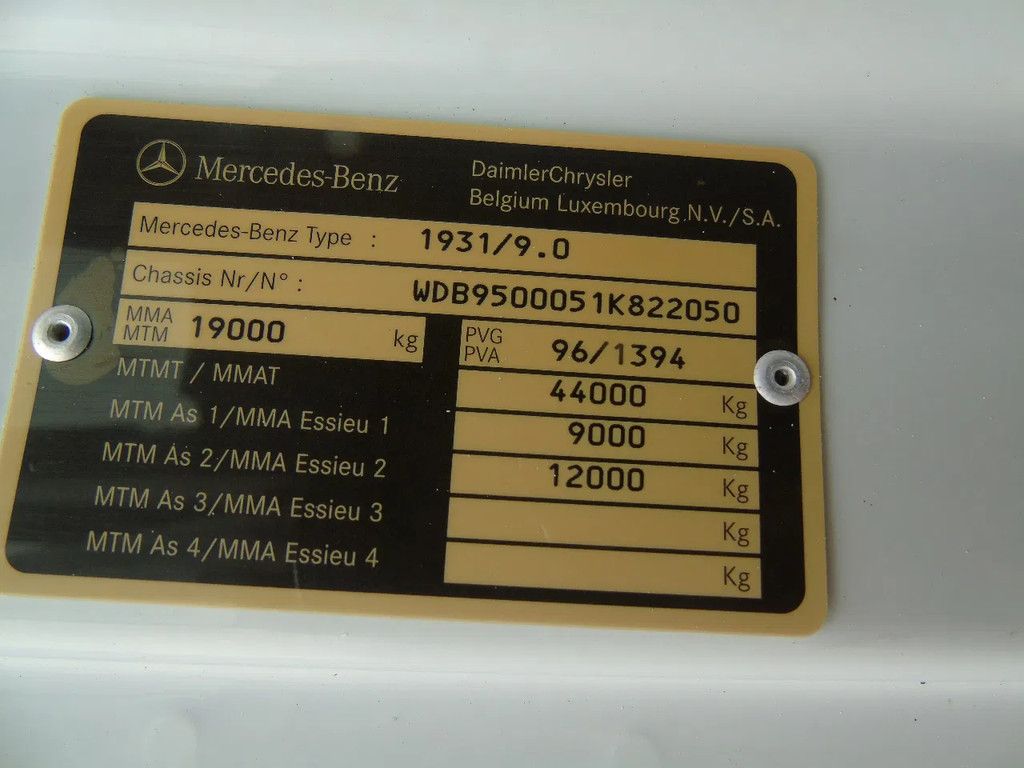 Mercedes-Benz
DaimlerChrysler
Belgium Luxembourg N.V./S.A.
Mercedes-Benz Type : 1931/9.0
Chassis Nr/N° : WDB9500051K822050
MMA
MTM 19000 kg
PVG
PVA 96/1394
MTMT / MMAT 44000 Kg
MTM As 1/MMA Essieu 1 9000 Kg
MTM As 2/MMA Essieu 2 12000 Kg
MTM As 3/MMA Essieu 3 Kg
MTM As 4/MMA Essieu 4 Kg